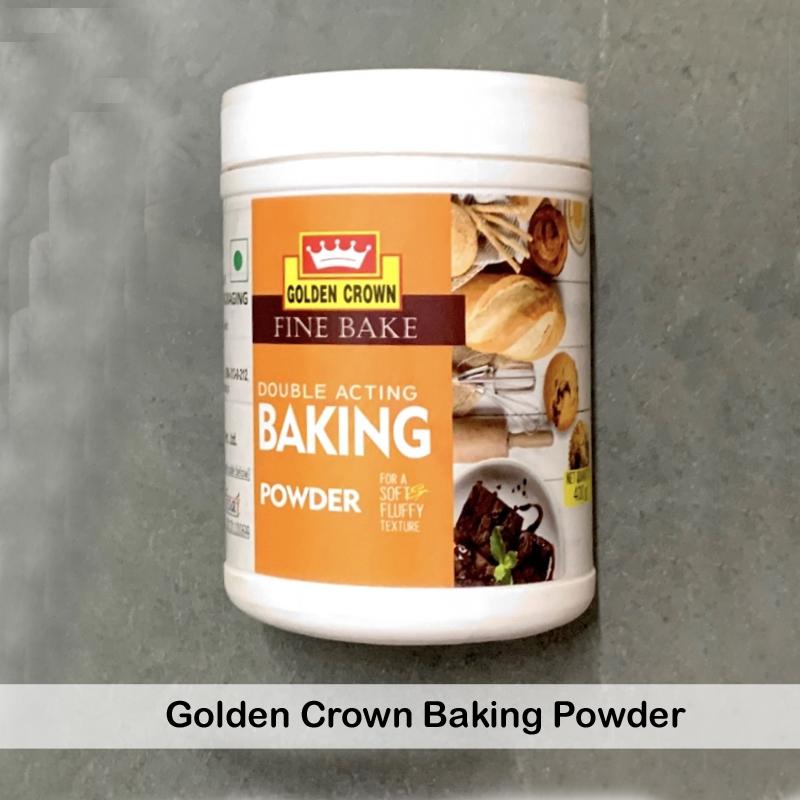 GOLDEN CROWN
FINE BAKE
DOUBLE ACTING
BAKING
POWDER
FOR A
SOFT &
FLUFFY
TEXTURE
Golden Crown Baking Powder